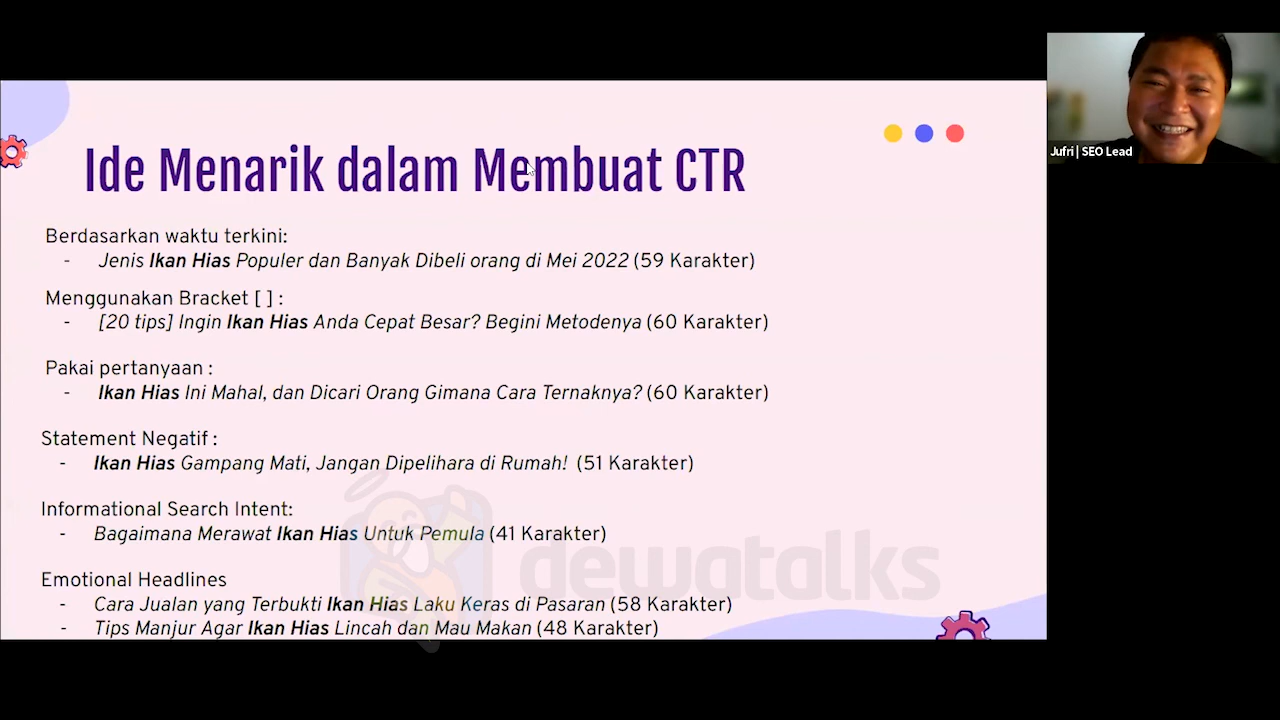 Jufri | SEO Lead
Ide Menarik dalam Membuat CTR
Berdasarkan waktu terkini:
- Jenis Ikan Hias Populer dan Banyak Dibeli orang di Mei 2022 (59 Karakter)
Menggunakan Bracket [ ] :
- [20 tips] Ingin Ikan Hias Anda Cepat Besar? Begini Metodenya (60 Karakter)
Pakai pertanyaan :
- Ikan Hias Ini Mahal, dan Dicari Orang Gimana Cara Ternaknya? (60 Karakter)
Statement Negatif :
- Ikan Hias Gampang Mati, Jangan Dipelihara di Rumah! (51 Karakter)
Informational Search Intent:
- Bagaimana Merawat Ikan Hias Untuk Pemula (41 Karakter)
Emotional Headlines
- Cara Jualan yang Terbukti Ikan Hias Laku Keras di Pasaran (58 Karakter)
- Tips Manjur Agar Ikan Hias Lincah dan Mau Makan (48 Karakter)
dewatalks